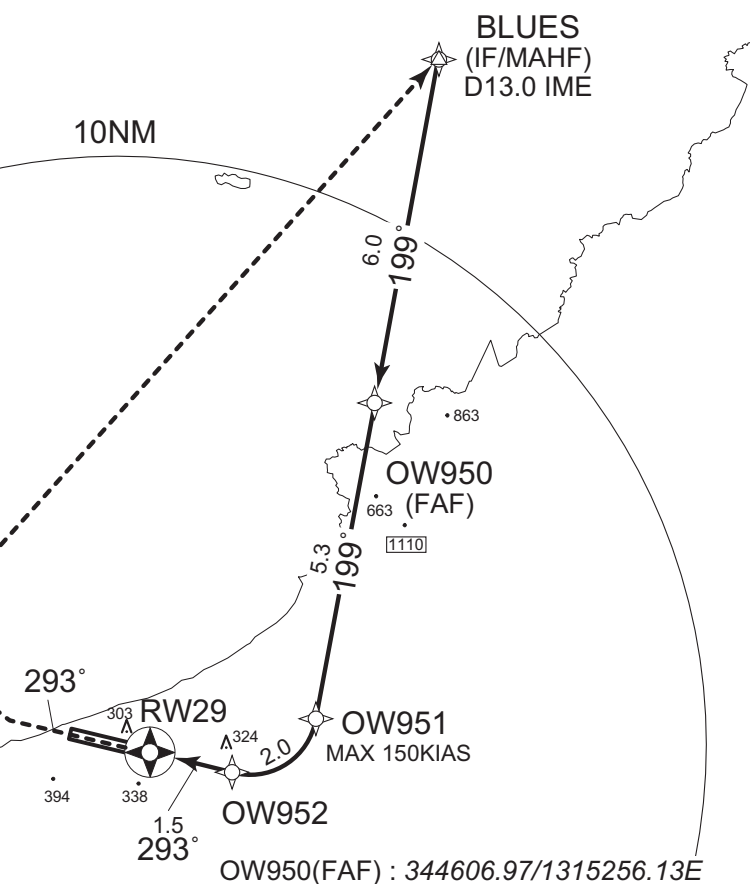 BLUES
(IF/MAHF)
D13.0 IME
10NM
6.0
199°
863
OW950
(FAF)
663
1110
5.3
199°
293°
303
RW29
324
2.0
OW951
MAX 150KIAS
394
338
OW952
1.5
293°
OW950(FAF) : 344606.97/1315256.13E